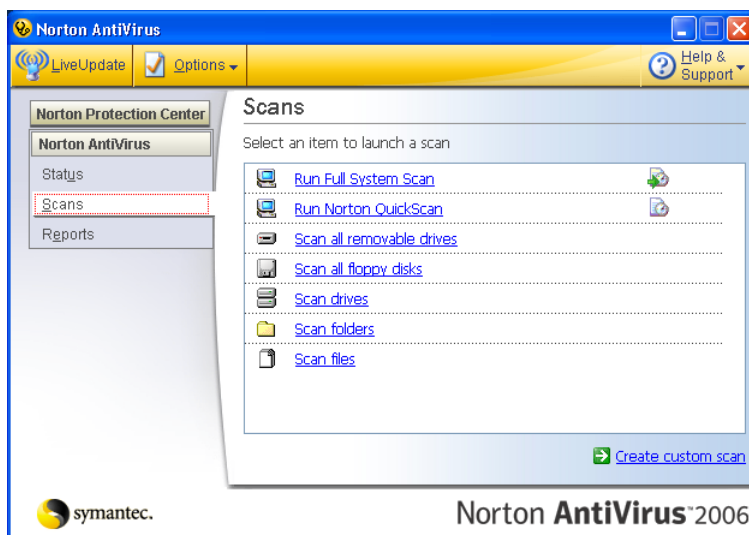 Norton AntiVirus
LiveUpdate
Options
Help &
Support
Norton Protection Center
Norton AntiVirus
Status
Scans
Reports
Scans
Select an item to launch a scan
Run Full System Scan
Run Norton QuickScan
Scan all removable drives
Scan all floppy disks
Scan drives
Scan folders
Scan files
Create custom scan
symantec.
Norton AntiVirus™2006